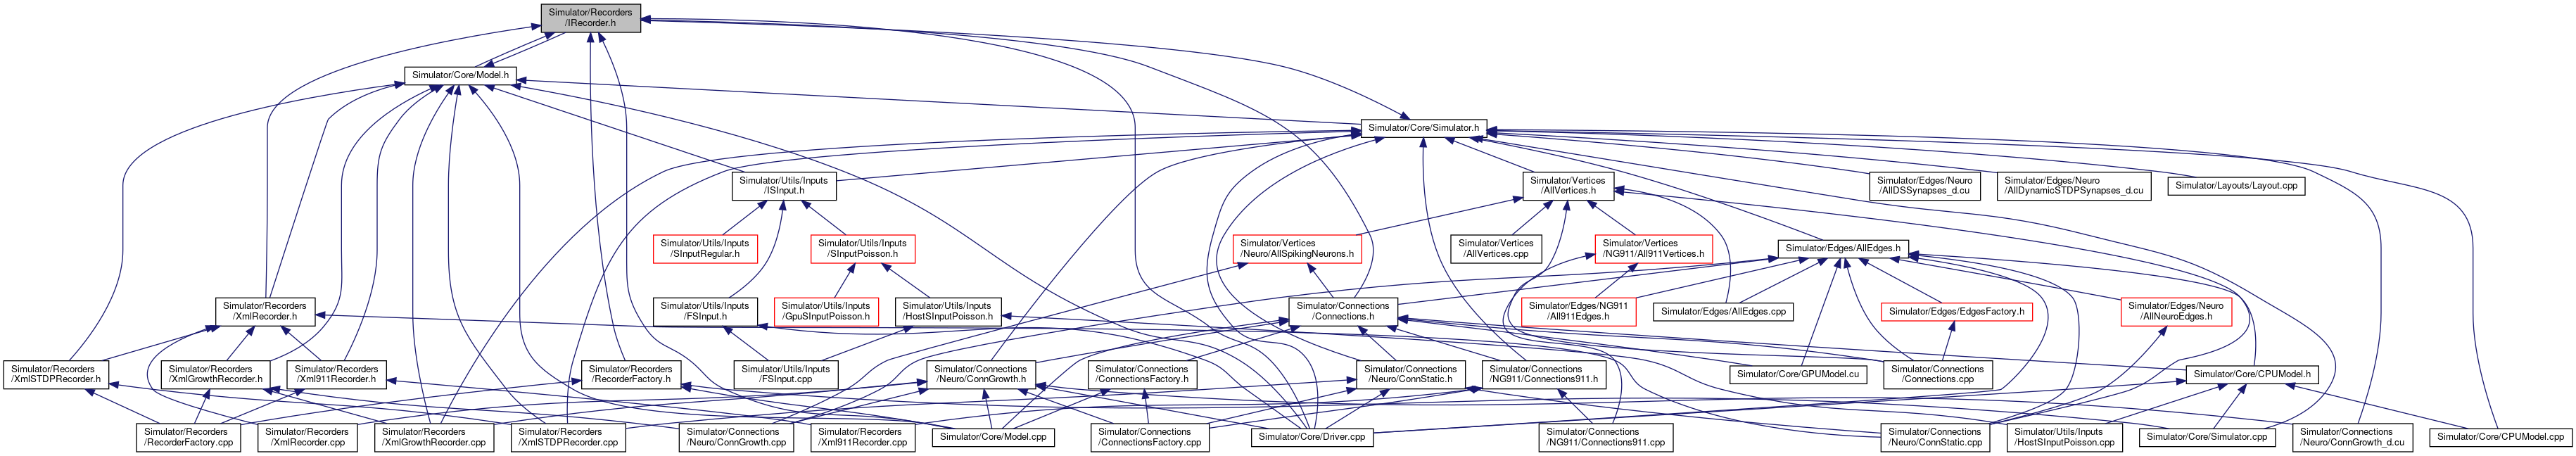 Simulator/Recorders
/IRecorder.h
Simulator/Core/Model.h
Simulator/Core/Simulator.h
Simulator/Utils/Inputs
/ISInput.h
Simulator/Vertices
/AllVertices.h
Simulator/Edges/Neuro
/AllDSSynapses_d.cu
Simulator/Edges/Neuro
/AllDynamicSTDPSynapses_d.cu
Simulator/Layouts/Layout.cpp
Simulator/Utils/Inputs
/SInputRegular.h
Simulator/Utils/Inputs
/SInputPoisson.h
Simulator/Vertices
/AllVertices.cpp
Simulator/Vertices
/Neuro/AllSpikingNeurons.h
Simulator/Vertices
/NG911/All911Vertices.h
Simulator/Edges/AllEdges.h
Simulator/Recorders
/XmlRecorder.h
Simulator/Utils/Inputs
/FSInput.h
Simulator/Utils/Inputs
/GpuSInputPoisson.h
Simulator/Utils/Inputs
/HostSInputPoisson.h
Simulator/Connections
/Connections.h
Simulator/Edges/NG911
/All911Edges.h
Simulator/Edges/AllEdges.cpp
Simulator/Edges/EdgesFactory.h
Simulator/Edges/Neuro
/AllNeuroEdges.h
Simulator/Recorders
/XmlSTDPRecorder.h
Simulator/Recorders
/XmlGrowthRecorder.h
Simulator/Recorders
/Xml911Recorder.h
Simulator/Recorders
/RecorderFactory.h
Simulator/Utils/Inputs
/FSInput.cpp
Simulator/Connections
/Neuro/ConnGrowth.h
Simulator/Connections
/ConnectionsFactory.h
Simulator/Connections
/Neuro/ConnStatic.h
Simulator/Connections
/NG911/Connections911.h
Simulator/Core/GPUModel.cu
Simulator/Connections
/Connections.cpp
Simulator/Core/CPUModel.h
Simulator/Recorders
/RecorderFactory.cpp
Simulator/Recorders
/XmlRecorder.cpp
Simulator/Recorders
/XmlGrowthRecorder.cpp
Simulator/Recorders
/XmlSTDPRecorder.cpp
Simulator/Connections
/Neuro/ConnGrowth.cpp
Simulator/Recorders
/Xml911Recorder.cpp
Simulator/Core/Model.cpp
Simulator/Connections
/ConnectionsFactory.cpp
Simulator/Core/Driver.cpp
Simulator/Connections
/NG911/Connections911.cpp
Simulator/Connections
/Neuro/ConnStatic.cpp
Simulator/Utils/Inputs
/HostSInputPoisson.cpp
Simulator/Core/Simulator.cpp
Simulator/Connections
/Neuro/ConnGrowth_d.cu
Simulator/Core/CPUModel.cpp